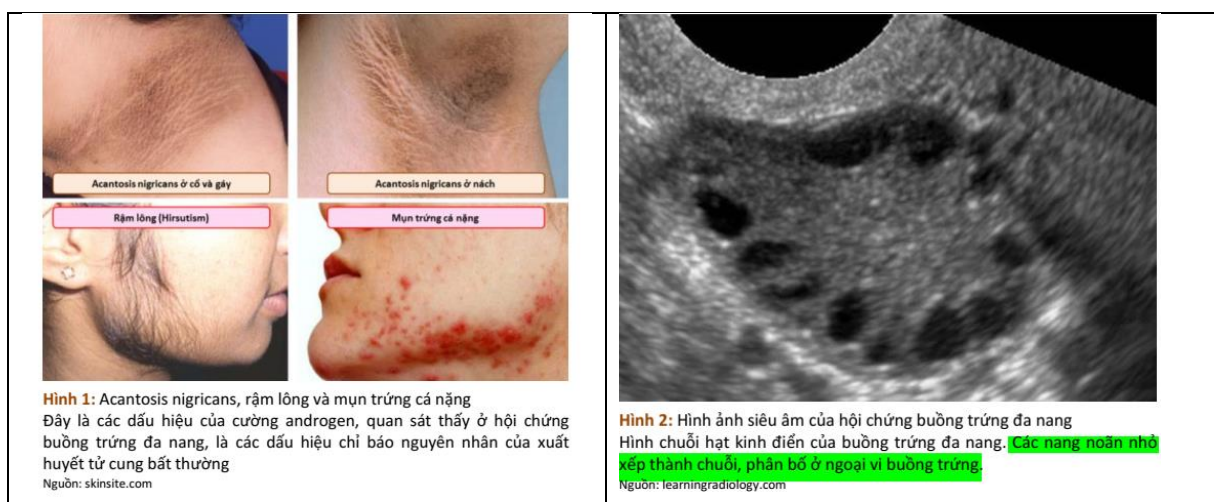 Acantosis nigricans ở cổ và gáy
Acantosis nigricans ở nách
Rậm lông (Hirsutism)
Mụn trứng cá nặng
Hình 1: Acantosis nigricans, rậm lông và mụn trứng cá nặng
Đây là các dấu hiệu của cường androgen, quan sát thấy ở hội chứng
buồng trứng đa nang, là các dấu hiệu chỉ báo nguyên nhân của xuất
huyết tử cung bất thường
Nguồn: skinsite.com
Hình 2: Hình ảnh siêu âm của hội chứng buồng trứng đa nang
Hình chuỗi hạt kinh điển của buồng trứng đa nang. Các nang noãn nhỏ
xếp thành chuỗi, phân bố ở ngoại vi buồng trứng.
Nguồn: learningradiology.com